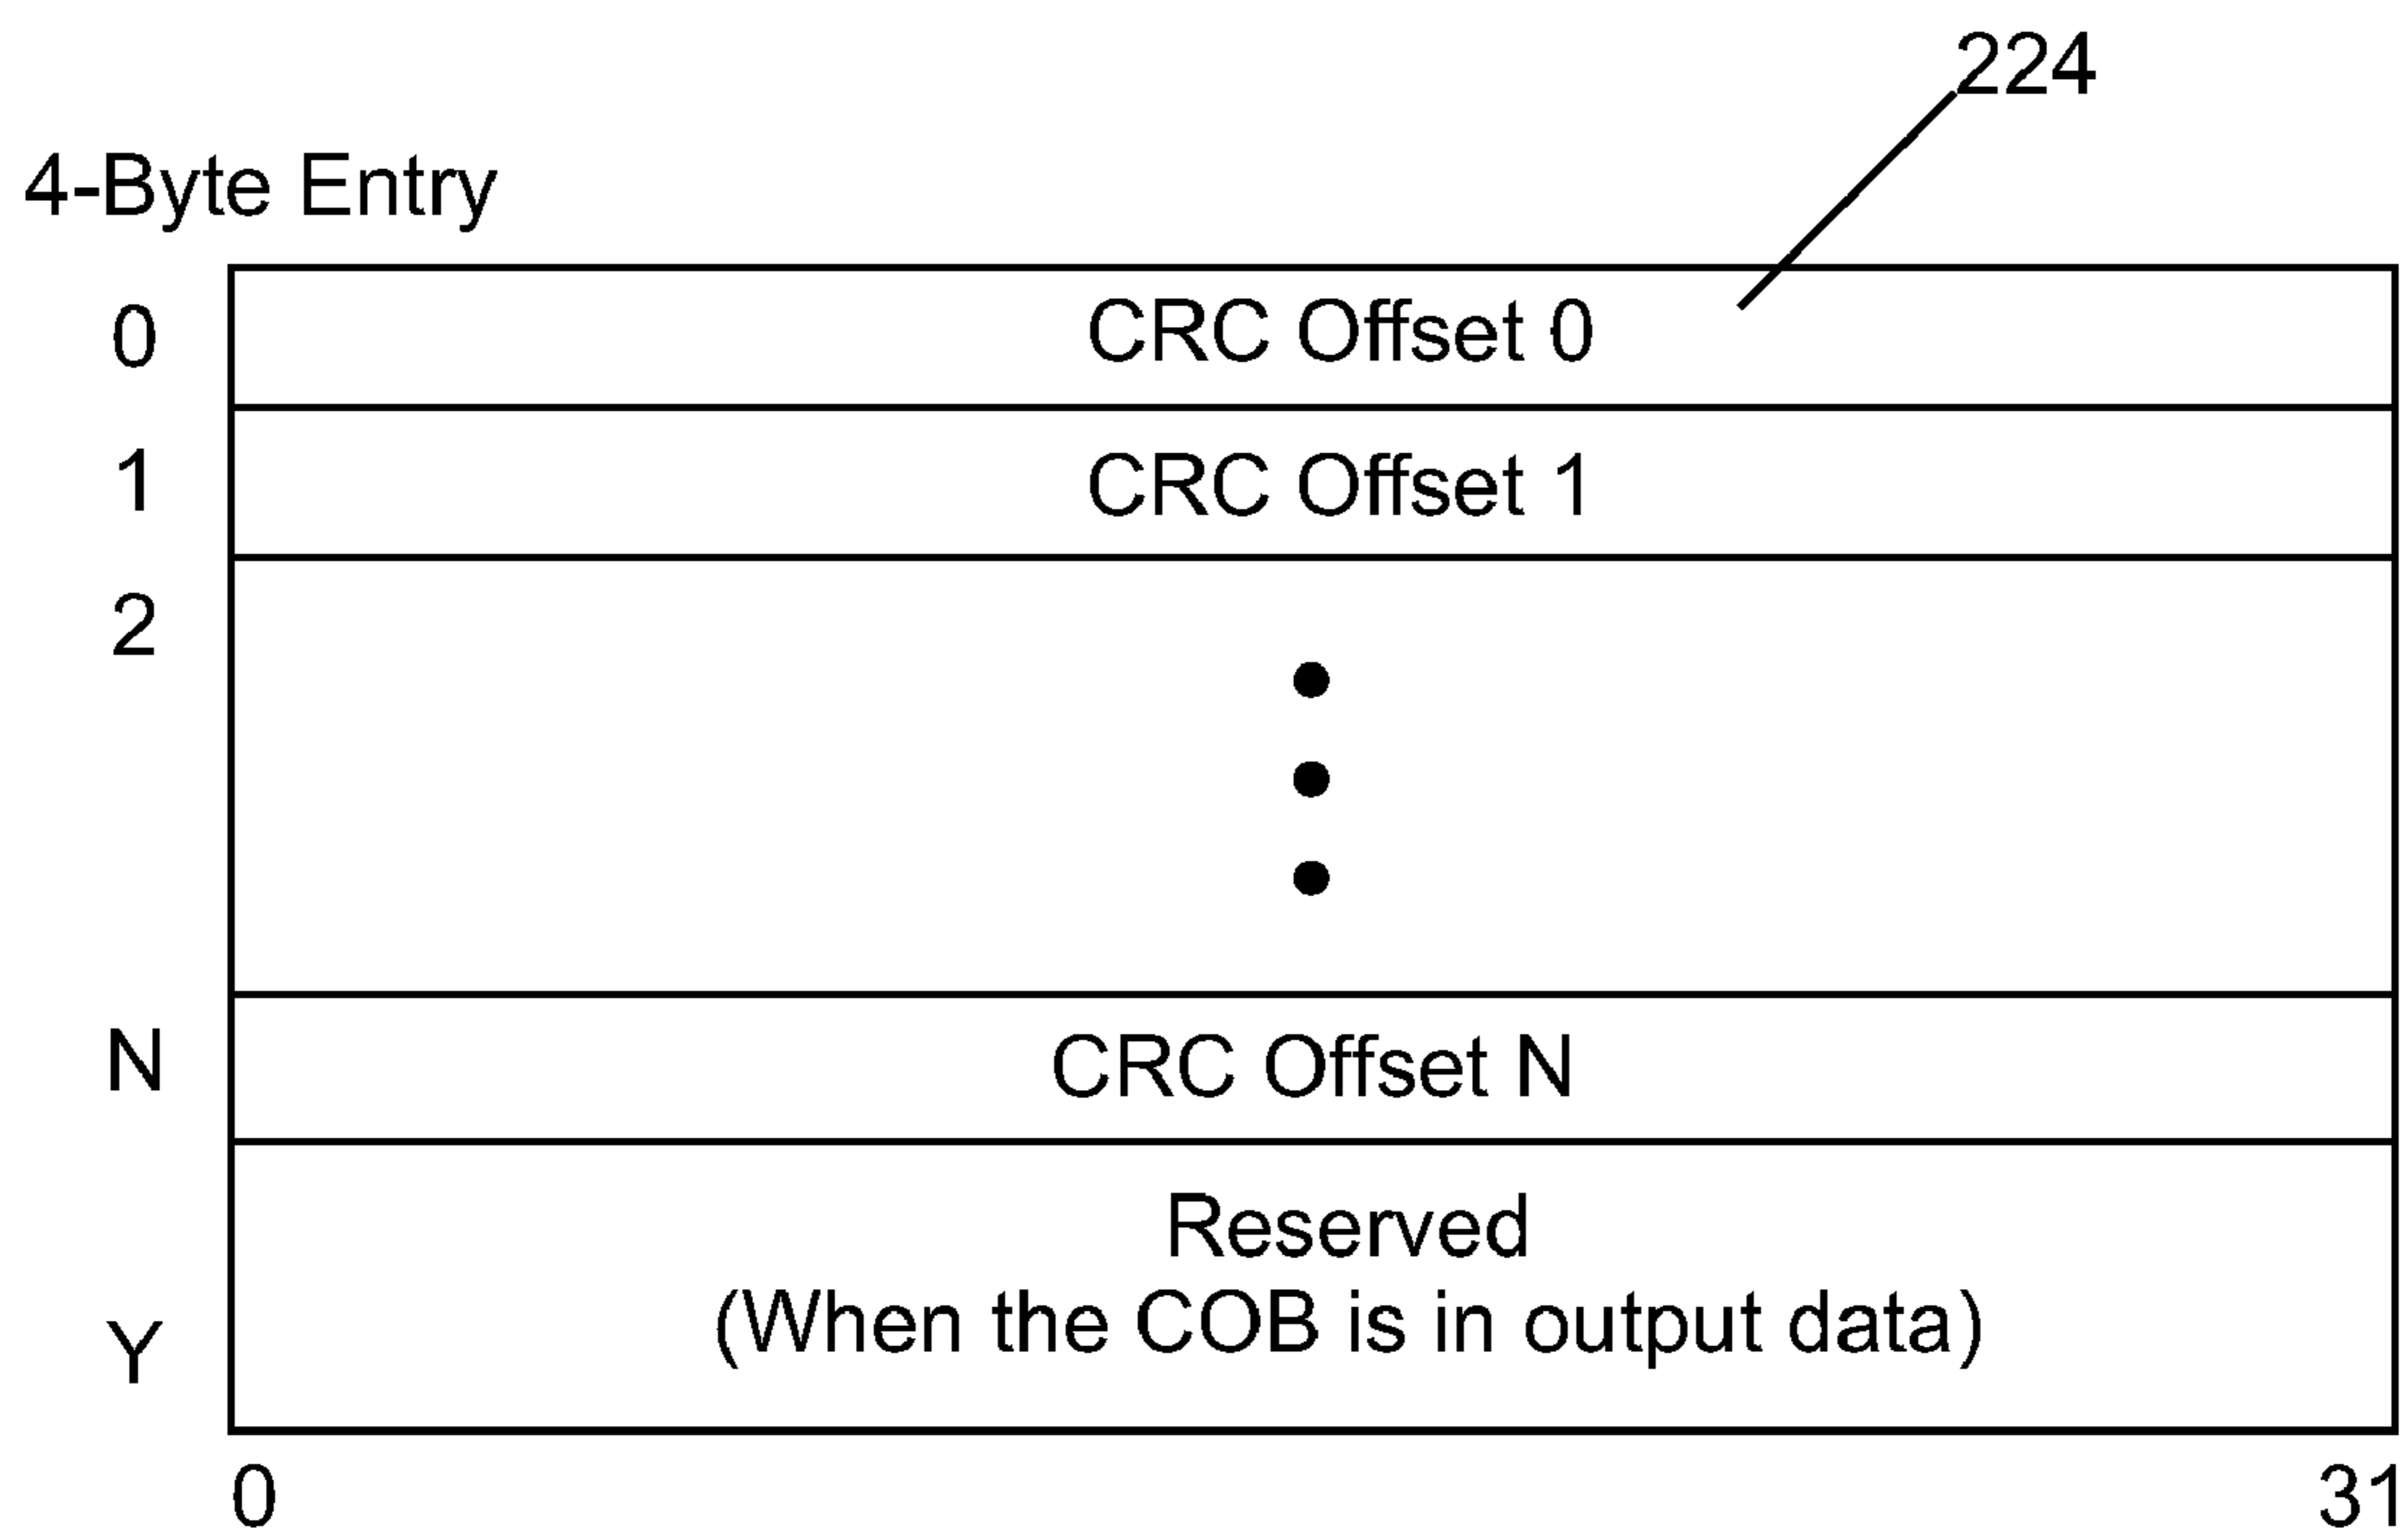 224
4-Byte Entry
0 CRC Offset 0
1 CRC Offset 1
2
N CRC Offset N
Reserved
Y (When the COB is in output data)
0 31